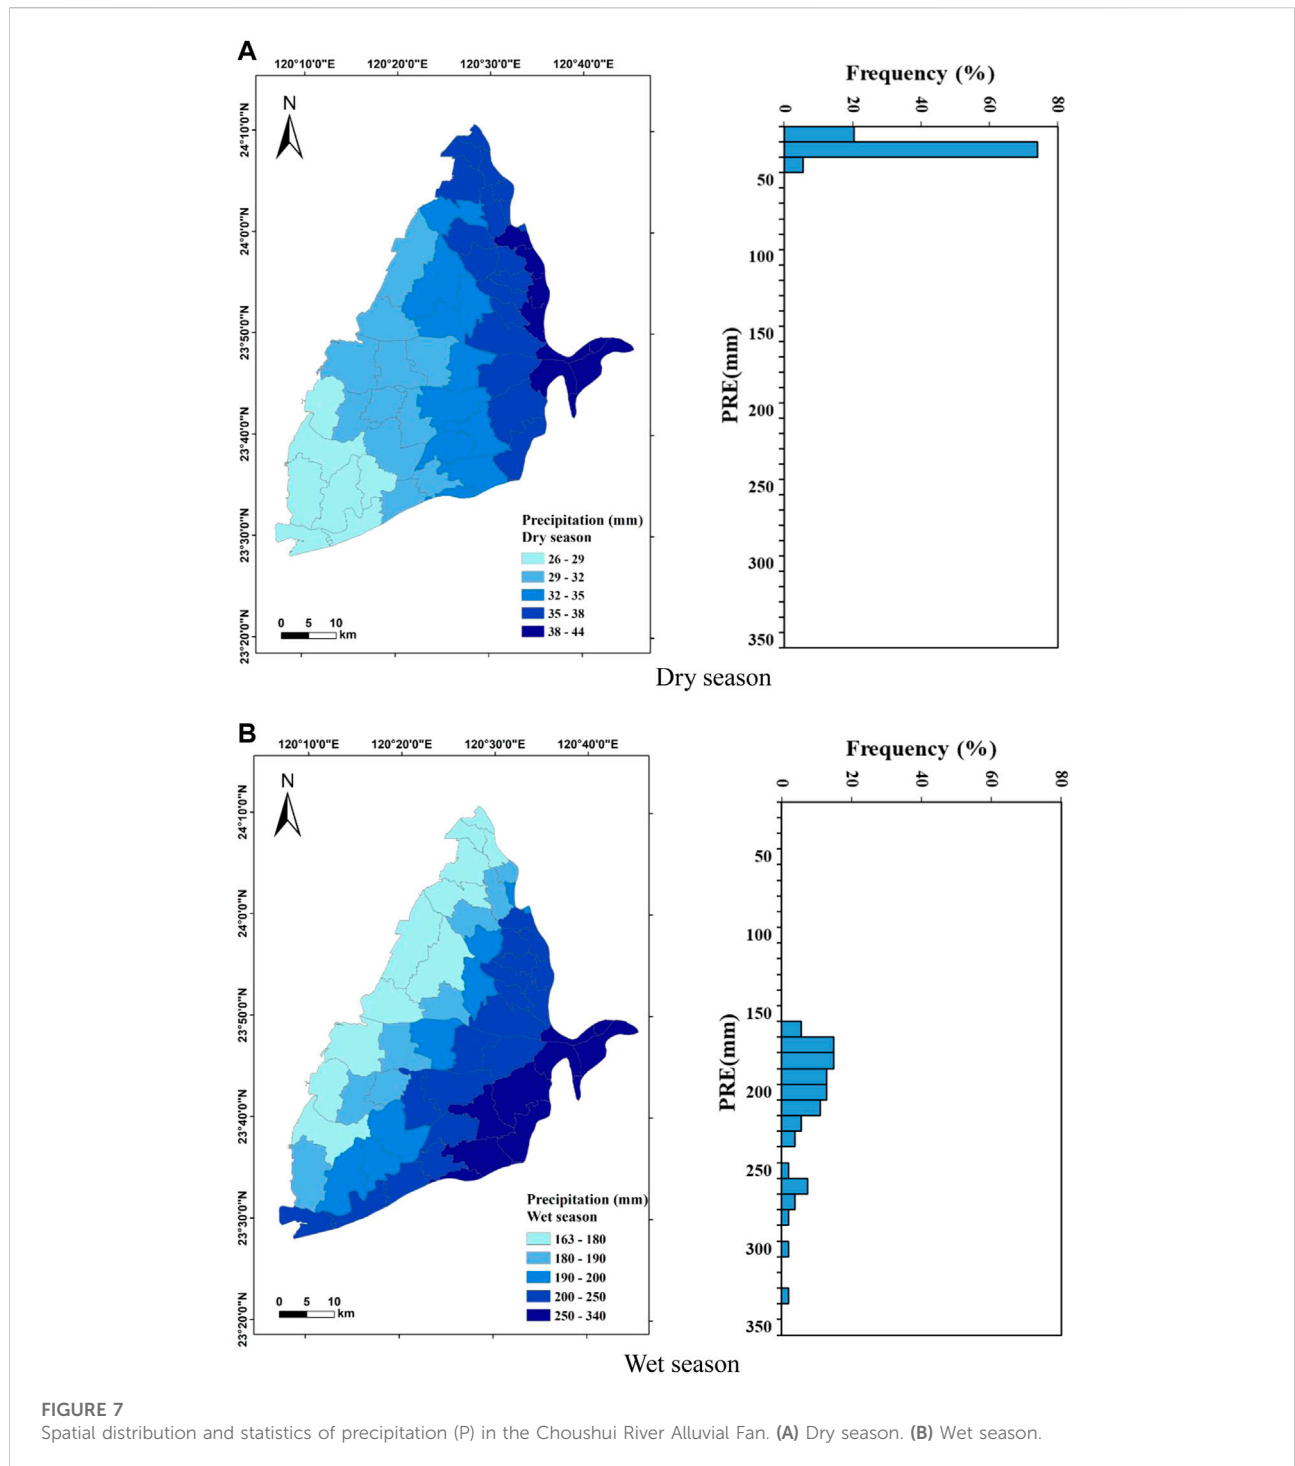 A
120°10'0"E 120°20'0"E 120°30'0"E 120°40'0"E
N
24°10'0"N
24°0'0"N
23°50'0"N
23°40'0"N
23°30'0"N
23°20'0"N
Precipitation (mm)
Dry season
26 - 29
29 - 32
32 - 35
35 - 38
38 - 44
0 5 10
km
Frequency (%)
0 20 40 60 80
PRE(mm)
50
100
150
200
250
300
350
Dry season
B
120°10'0"E 120°20'0"E 120°30'0"E 120°40'0"E
N
24°10'0"N
24°0'0"N
23°50'0"N
23°40'0"N
23°30'0"N
23°20'0"N
Precipitation (mm)
Wet season
163 - 180
180 - 190
190 - 200
200 - 250
250 - 340
0 5 10
km
Frequency (%)
0 20 40 60 80
PRE(mm)
50
100
150
200
250
300
350
Wet season
FIGURE 7
Spatial distribution and statistics of precipitation (P) in the Choushui River Alluvial Fan. (A) Dry season. (B) Wet season.